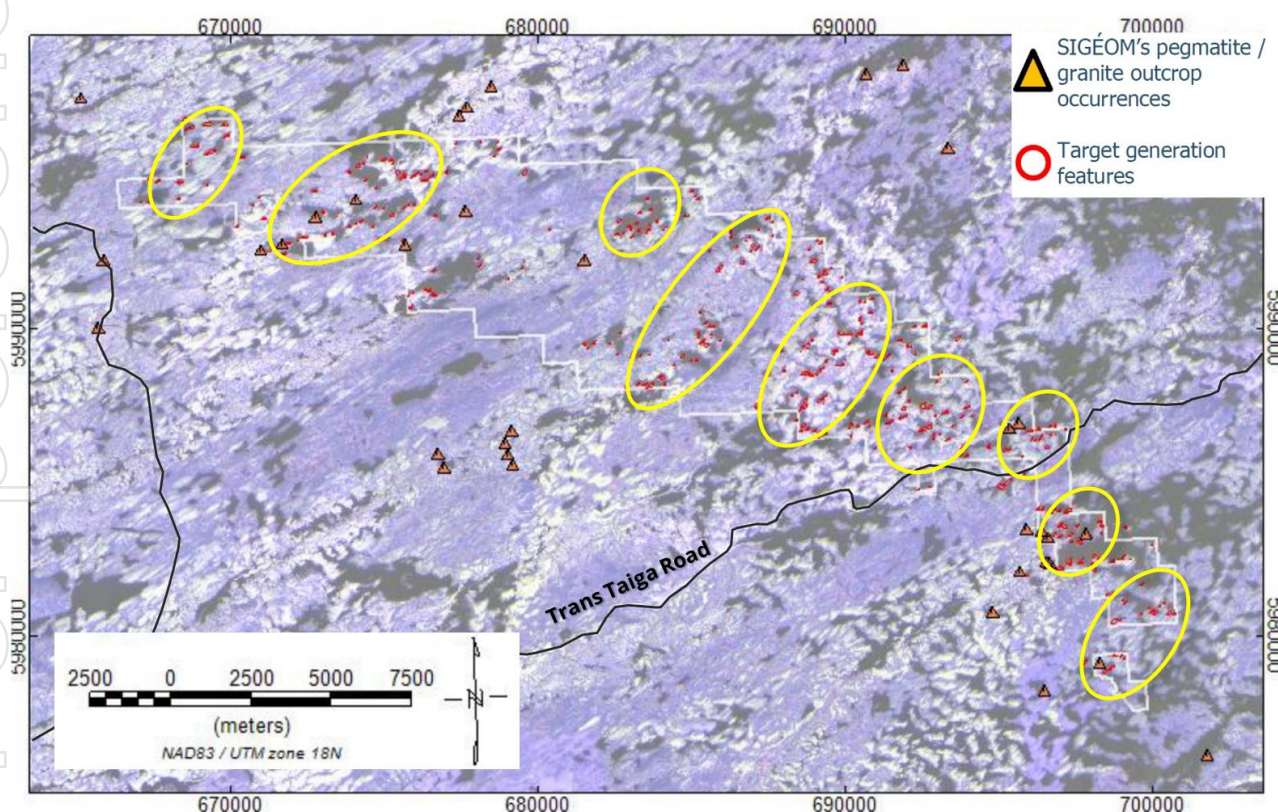 670000 680000 690000 700000
SIGÉOM's pegmatite /
granite outcrop
occurrences
Target generation
features
5990000 5990000
Trans Taiga Road
5980000 5980000
2500 0 2500 5000 7500
(meters)
NAD83 / UTM zone 18N
N
670000 680000 690000 700000